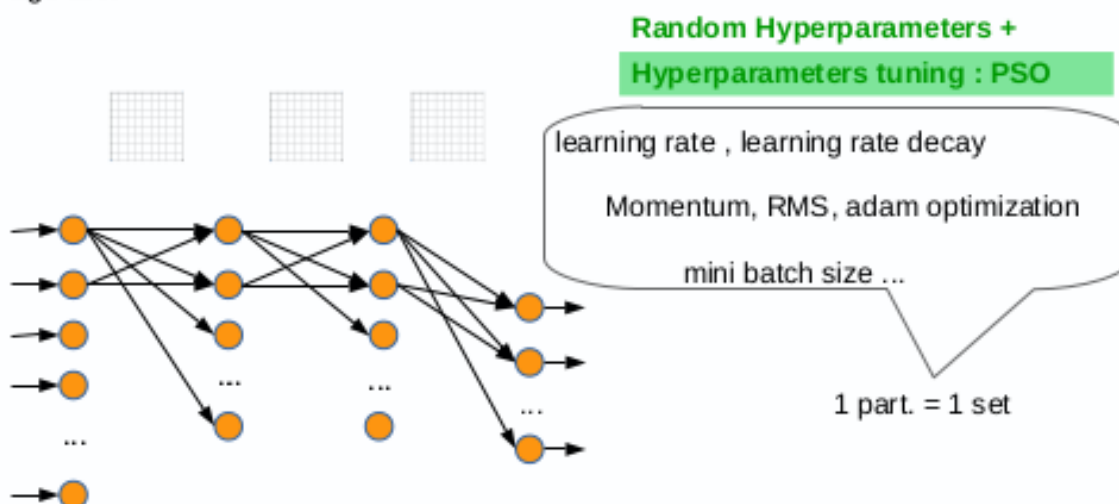 Random Hyperparameters +
Hyperparameters tuning : PSO
learning rate , learning rate decay
Momentum, RMS, adam optimization
mini batch size ...
...
...
...
...
1 part. = 1 set